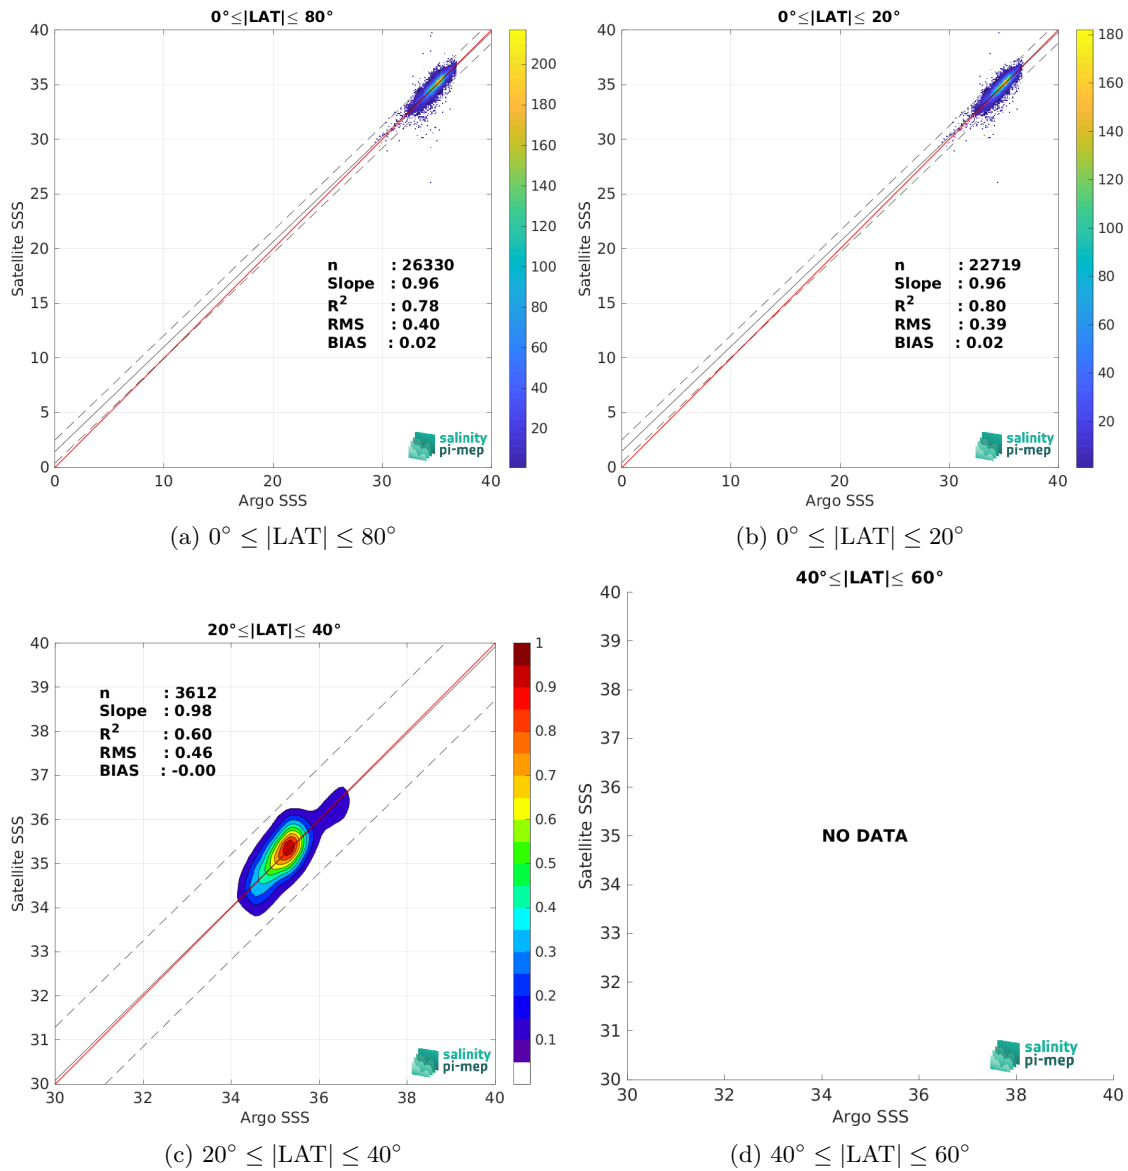 0°≤|LAT|≤ 80°
40
35
30
25
20
15
10
5
0
Satellite SSS
n : 26330
Slope : 0.96
R2 : 0.78
RMS : 0.40
BIAS : 0.02
salinity
pi-mep
0 10 20 30 40
Argo SSS
200
180
160
140
120
100
80
60
40
20
(a) 0° ≤ |LAT| ≤ 80°
0°≤|LAT|≤ 20°
40
35
30
25
20
15
10
5
0
Satellite SSS
n : 22719
Slope : 0.96
R2 : 0.80
RMS : 0.39
BIAS : 0.02
salinity
pi-mep
0 10 20 30 40
Argo SSS
180
160
140
120
100
80
60
40
20
(b) 0° ≤ |LAT| ≤ 20°
20°≤|LAT|≤ 40°
40
39
38
37
36
35
34
33
32
31
30
Satellite SSS
n : 3612
Slope : 0.98
R2 : 0.60
RMS : 0.46
BIAS : -0.00
salinity
pi-mep
30 32 34 36 38 40
Argo SSS
1
0.9
0.8
0.7
0.6
0.5
0.4
0.3
0.2
0.1
(c) 20° ≤ |LAT| ≤ 40°
40°≤|LAT|≤ 60°
40
39
38
37
36
35
34
33
32
31
30
Satellite SSS
NO DATA
salinity
pi-mep
30 32 34 36 38 40
Argo SSS
(d) 40° ≤ |LAT| ≤ 60°